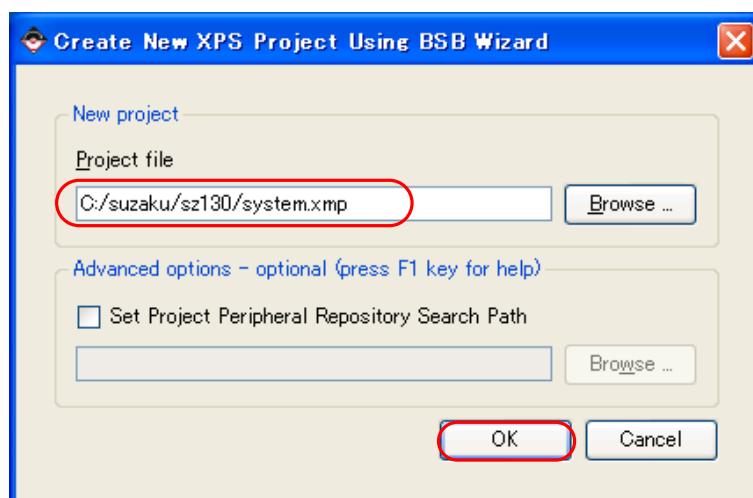 Create New XPS Project Using BSB Wizard
New project
Project file
C:/suzaku/sz130/system.xmp
Browse ...
Advanced options - optional (press F1 key for help)
Set Project Peripheral Repository Search Path
Browse ...
OK
Cancel